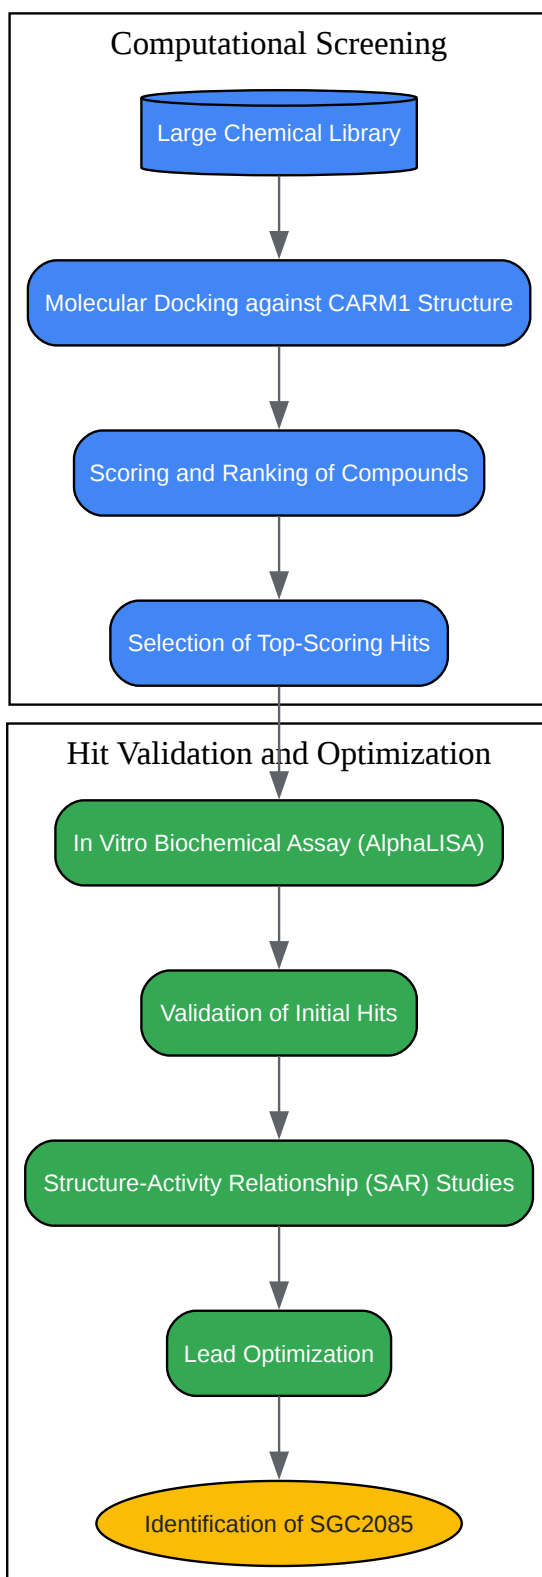 Computational Screening
Large Chemical Library
Molecular Docking against CARM1 Structure
Scoring and Ranking of Compounds
Selection of Top-Scoring Hits
Hit Validation and Optimization
In Vitro Biochemical Assay (AlphaLISA)
Validation of Initial Hits
Structure-Activity Relationship (SAR) Studies
Lead Optimization
Identification of SGC2085